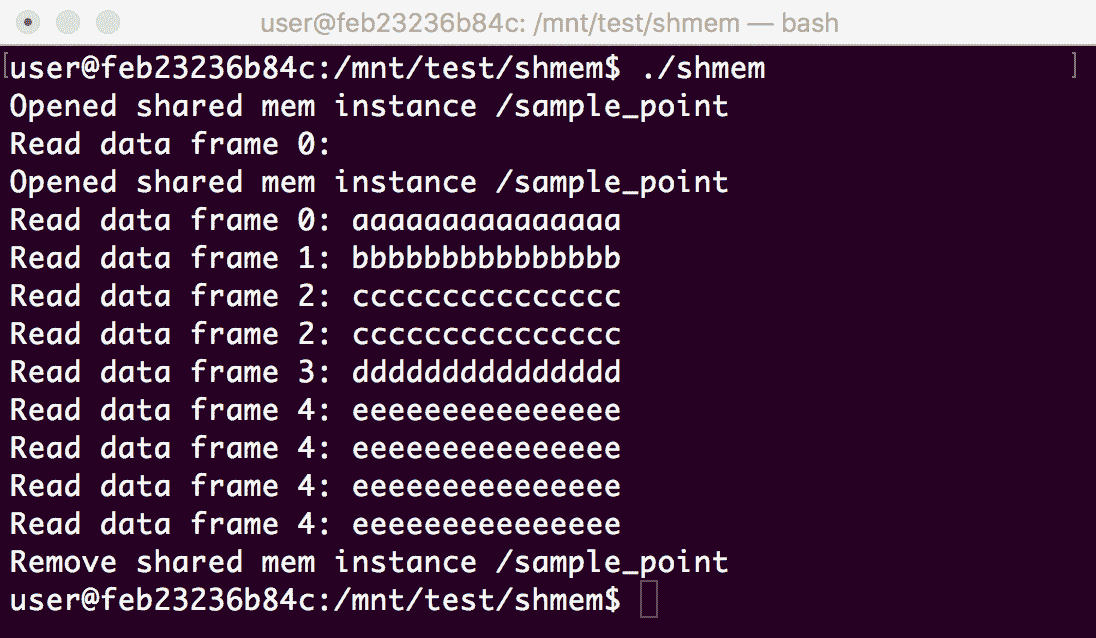 user@feb23236b84c: /mnt/test/shmem — bash
[user@feb23236b84c:/mnt/test/shmem$ ./shmem ]
Opened shared mem instance /sample_point
Read data frame 0:
Opened shared mem instance /sample_point
Read data frame 0: aaaaaaaaaaaaaaa
Read data frame 1: bbbbbbbbbbbbbbb
Read data frame 2: ccccccccccccccc
Read data frame 2: ccccccccccccccc
Read data frame 3: ddddddddddddddd
Read data frame 4: eeeeeeeeeeeeeee
Read data frame 4: eeeeeeeeeeeeeee
Read data frame 4: eeeeeeeeeeeeeee
Read data frame 4: eeeeeeeeeeeeeee
Remove shared mem instance /sample_point
user@feb23236b84c:/mnt/test/shmem$